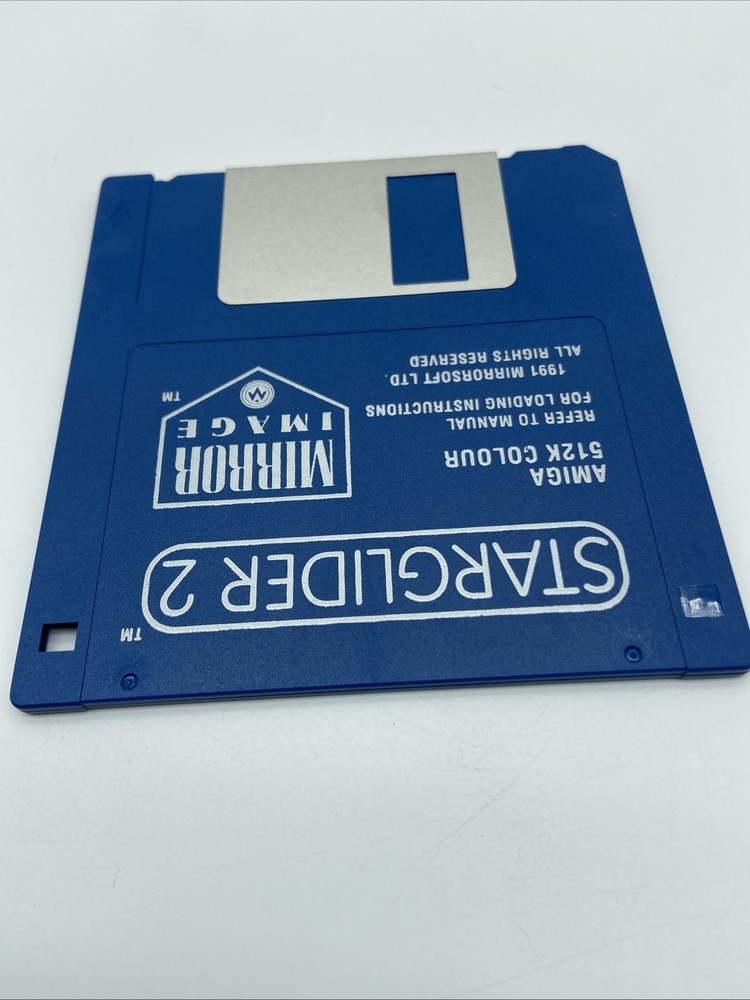 STARGLIDER 2 ™
AMIGA
512K COLOUR
REFER TO MANUAL
FOR LOADING INSTRUCTIONS
1991 MIRRORSOFT LTD.
ALL RIGHTS RESERVED
MIRROR
IMAGE
™